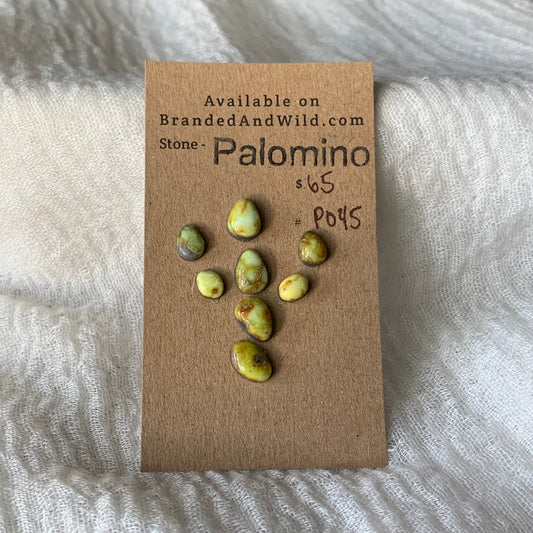 Available on
BrandedAndWild.com
Stone - Palomino
$ 65
# P045